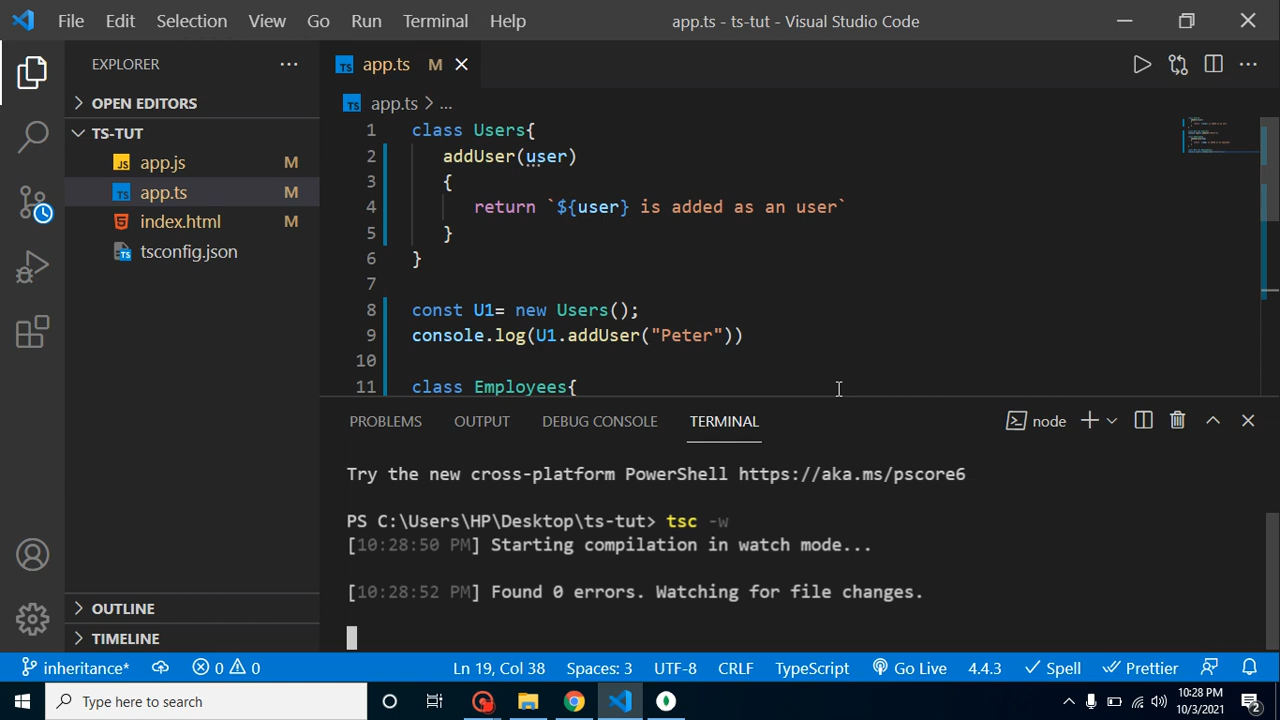 File Edit Selection View Go Run Terminal Help app.ts - ts-tut - Visual Studio Code
EXPLORER
OPEN EDITORS
TS-TUT
JS app.js M
TS app.ts M
index.html M
TS tsconfig.json
OUTLINE
TIMELINE
TS app.ts M
TS app.ts > ...
1 class Users{
2 addUser(user)
3 {
4 return `${user} is added as an user`
5 }
6 }
7
8 const U1= new Users();
9 console.log(U1.addUser("Peter"))
10
11 class Employees{
PROBLEMS OUTPUT DEBUG CONSOLE TERMINAL node
Try the new cross-platform PowerShell https://aka.ms/pscore6
PS C:\Users\HP\Desktop\ts-tut> tsc -w
[10:28:50 PM] Starting compilation in watch mode...
[10:28:52 PM] Found 0 errors. Watching for file changes.
inheritance* 0 0 Ln 19, Col 38 Spaces: 3 UTF-8 CRLF TypeScript Go Live 4.4.3 Spell Prettier
Type here to search
10:28 PM
10/3/2021
2